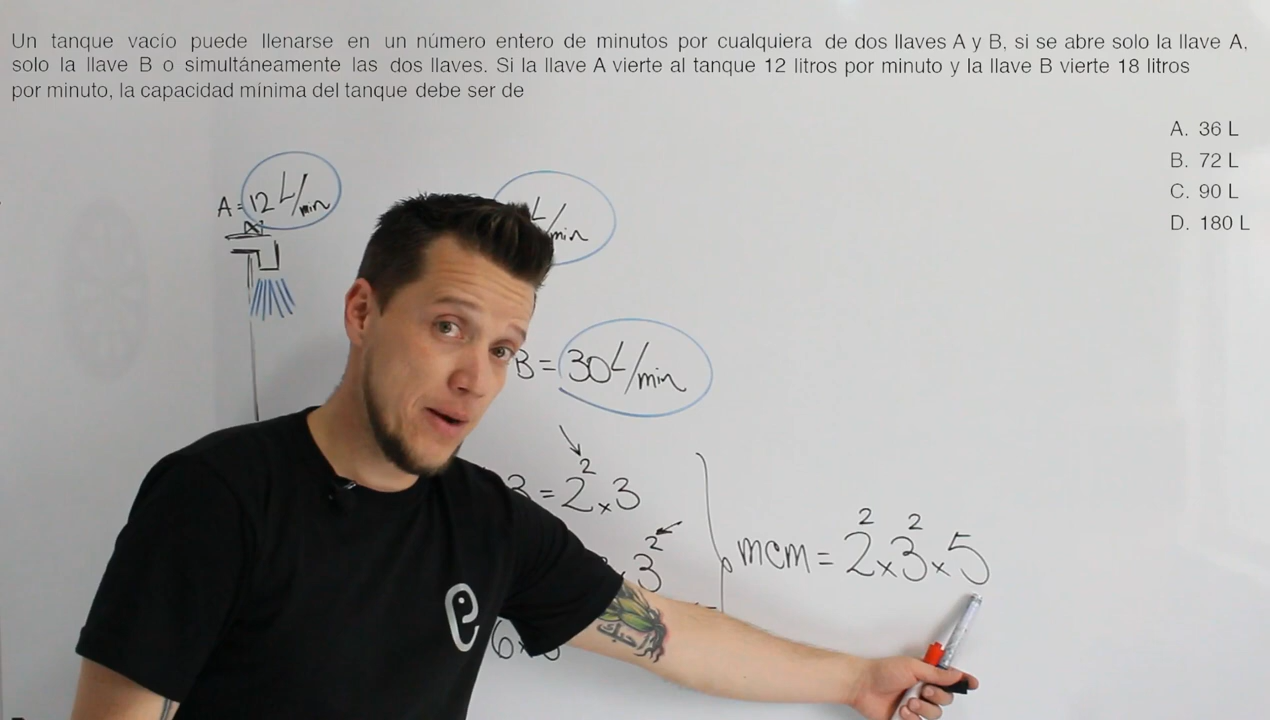 Un tanque vacío puede llenarse en un número entero de minutos por cualquiera de dos llaves A y B, si se abre solo la llave A,
solo la llave B o simultáneamente las dos llaves. Si la llave A vierte al tanque 12 litros por minuto y la llave B vierte 18 litros
por minuto, la capacidad mínima del tanque debe ser de
A. 36 L
B. 72 L
C. 90 L
D. 180 L
A = 12 L/min
L/min
B = 30 L/min
= 2² x 3
x 3²
mcm = 2² x 3² x 5
e